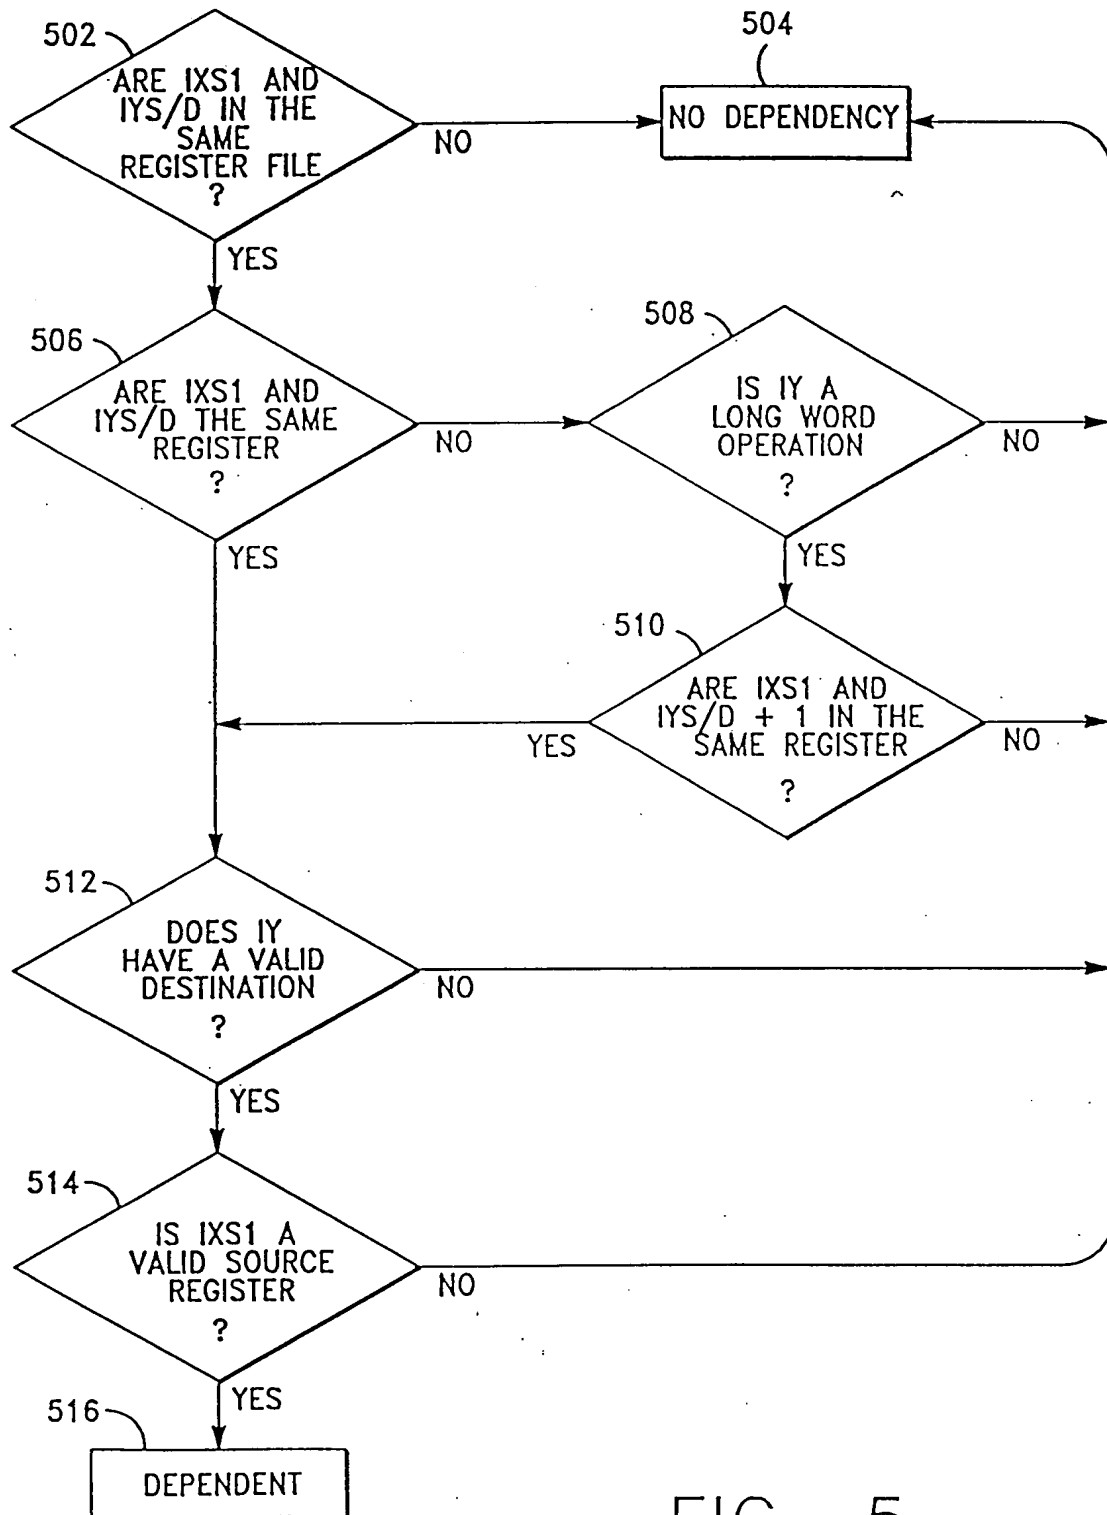 502
ARE IXS1 AND
IYS/D IN THE
SAME
REGISTER FILE
?
NO
YES
504
NO DEPENDENCY
506
ARE IXS1 AND
IYS/D THE SAME
REGISTER
?
NO
YES
508
IS IY A
LONG WORD
OPERATION
?
NO
YES
510
ARE IXS1 AND
IYS/D + 1 IN THE
SAME REGISTER
?
YES
NO
512
DOES IY
HAVE A VALID
DESTINATION
?
NO
YES
514
IS IXS1 A
VALID SOURCE
REGISTER
?
NO
YES
516
DEPENDENT
FIG 5